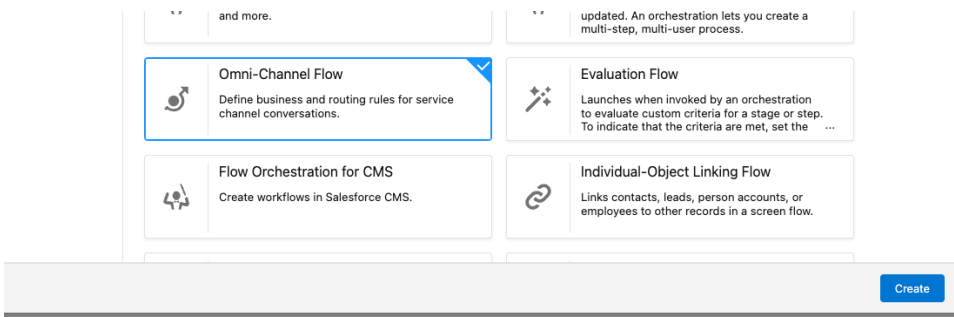 and more.
updated. An orchestration lets you create a
multi-step, multi-user process.
Omni-Channel Flow
Define business and routing rules for service
channel conversations.
Evaluation Flow
Launches when invoked by an orchestration
to evaluate custom criteria for a stage or step.
To indicate that the criteria are met, set the ...
Flow Orchestration for CMS
Create workflows in Salesforce CMS.
Individual-Object Linking Flow
Links contacts, leads, person accounts, or
employees to other records in a screen flow.
Create